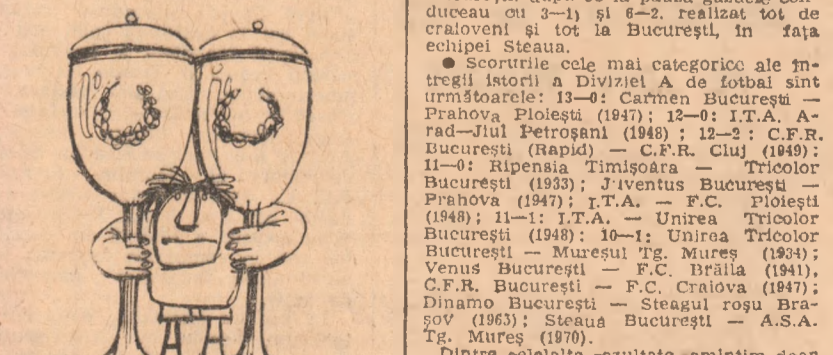 duceau cu 3—1) și 6—2. realizat tot de
craioveni și tot la București, în fața
echipei Steaua.
● Scorurile cele mai categorice ale în-
tregii istorii a Diviziei A de fotbal sînt
următoarele: 13—0: Carmen București —
Prahova Ploiești (1947); 12—0: I.T.A. A-
rad—Jiul Petroșani (1948) ; 12—2 : C.F.R.
București (Rapid) — C.F.R. Cluj (1949);
11—0: Ripensia Timișoara — Tricolor
București (1933); Juventus București —
Prahova (1947); I.T.A. — F.C. Ploiești
(1948); 11—1: I.T.A. — Unirea Tricolor
București (1948): 10—1: Unirea Tricolor
București — Mureșul Tg. Mureș (1934);
Venus București — F.C. Brăila (1941),
C.F.R. București — F.C. Craiova (1947);
Dinamo București — Steagul roșu Bra-
șov (1963); Steaua București — A.S.A.
Tg. Mureș (1970).